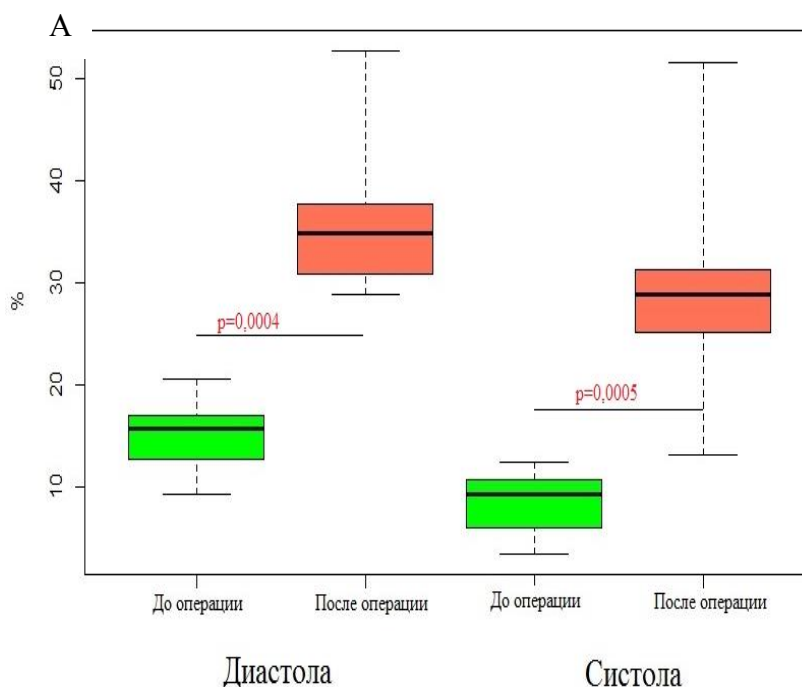 A
50
40
30
20
10
%
p=0,0004
p=0,0005
До операции
После операции
До операции
После операции
Диастола
Систола